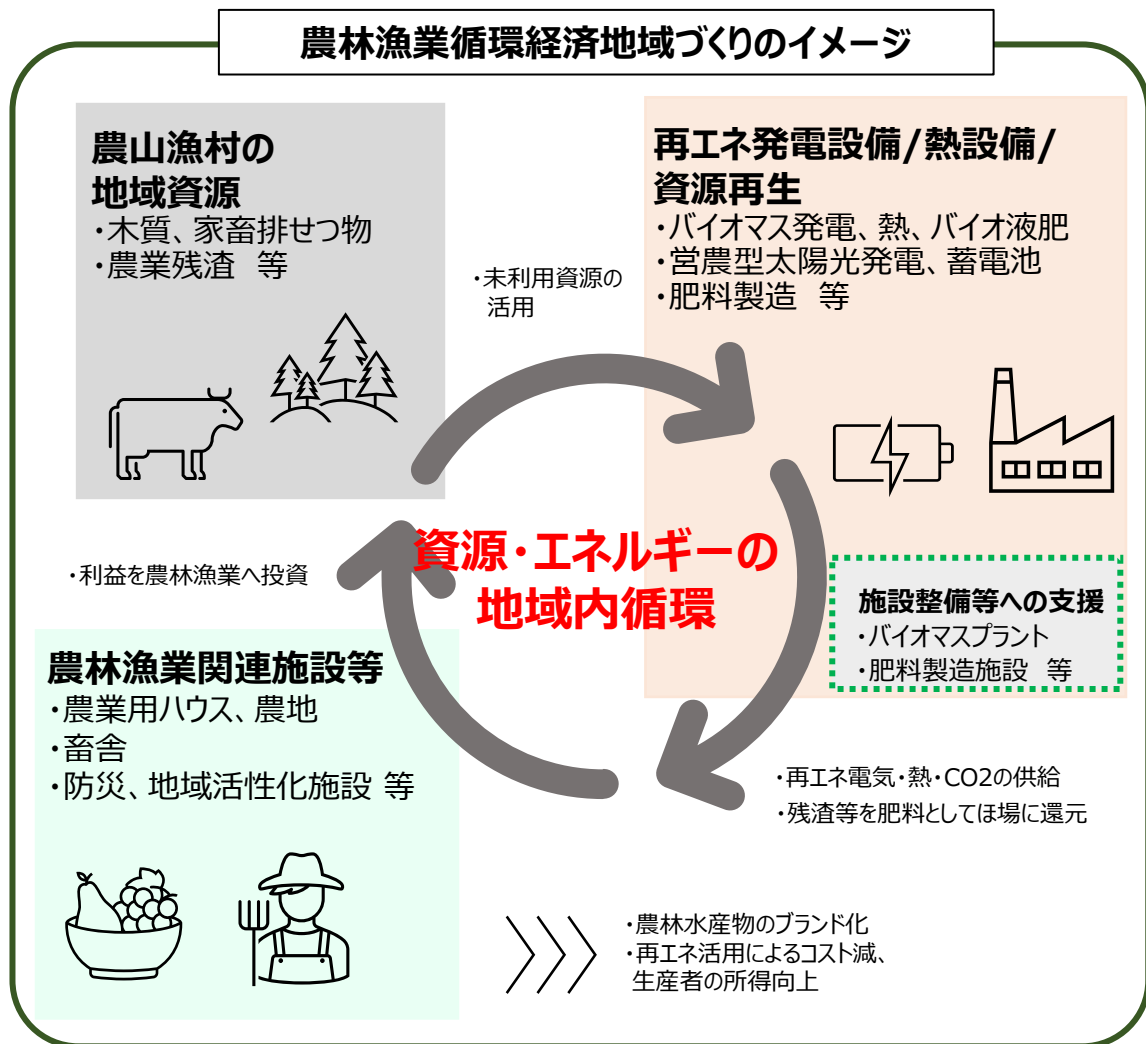 農林漁業循環経済地域づくりのイメージ
農山漁村の
地域資源
・木質、家畜排せつ物
・農業残渣 等
・未利用資源の
活用
再エネ発電設備/熱設備/
資源再生
・バイオマス発電、熱、バイオ液肥
・営農型太陽光発電、蓄電池
・肥料製造 等
資源・エネルギーの
地域内循環
施設整備等への支援
・バイオマスプラント
・肥料製造施設 等
・再エネ電気・熱・CO2の供給
・残渣等を肥料としてほ場に還元
・利益を農林漁業へ投資
農林漁業関連施設等
・農業用ハウス、農地
・畜舎
・防災、地域活性化施設 等
・農林水産物のブランド化
・再エネ活用によるコスト減、
生産者の所得向上